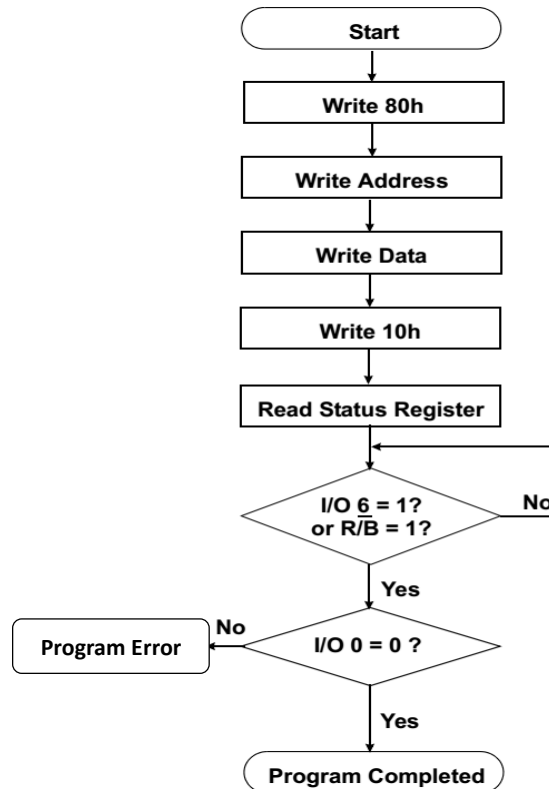 Start
Write 80h
Write Address
Write Data
Write 10h
Read Status Register
I/O 6 = 1?
or R/B̅ = 1?
No
Yes
No
Program Error
I/O 0 = 0 ?
Yes
Program Completed